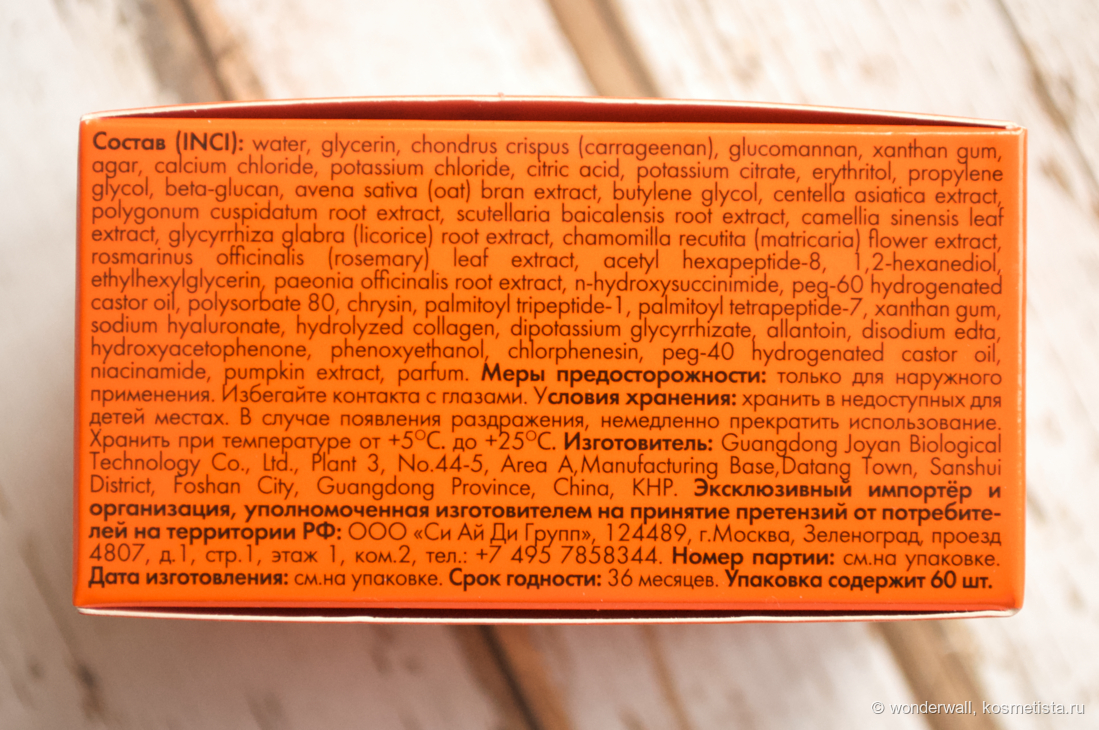 Состав (INCI): water, glycerin, chondrus crispus (carrageenan), glucomannan, xanthan gum,
agar, calcium chloride, potassium chloride, citric acid, potassium citrate, erythritol, propylene
glycol, beta-glucan, avena sativa (oat) bran extract, butylene glycol, centella asiatica extract,
polygonum cuspidatum root extract, scutellaria baicalensis root extract, camellia sinensis leaf
extract, glycyrrhiza glabra (licorice) root extract, chamomilla recutita (matricaria) flower extract,
rosmarinus officinalis (rosemary) leaf extract, acetyl hexapeptide-8, 1,2-hexanediol,
ethylhexylglycerin, paeonia officinalis root extract, n-hydroxysuccinimide, peg-60 hydrogenated
castor oil, polysorbate 80, chrysin, palmitoyl tripeptide-1, palmitoyl tetrapeptide-7, xanthan gum,
sodium hyaluronate, hydrolyzed collagen, dipotassium glycyrrhizate, allantoin, disodium edta,
hydroxyacetophenone, phenoxyethanol, chlorphenesin, peg-40 hydrogenated castor oil,
niacinamide, pumpkin extract, parfum. Меры предосторожности: только для наружного
применения. Избегайте контакта с глазами. Условия хранения: хранить в недоступных для
детей местах. В случае появления раздражения, немедленно прекратить использование.
Хранить при температуре от +5°С. до +25°С. Изготовитель: Guangdong Joyan Biological
Technology Co., Ltd., Plant 3, No.44-5, Area A,Manufacturing Base,Datang Town, Sanshui
District, Foshan City, Guangdong Province, China, КНР. Эксклюзивный импортёр и
организация, уполномоченная изготовителем на принятие претензий от потребите-
лей на территории РФ: ООО «Си Ай Ди Групп», 124489, г.Москва, Зеленоград, проезд
4807, д.1, стр.1, этаж 1, ком.2, тел.: +7 495 7858344. Номер партии: см.на упаковке.
Дата изготовления: см.на упаковке. Срок годности: 36 месяцев. Упаковка содержит 60 шт.
© wonderwall, kosmetista.ru